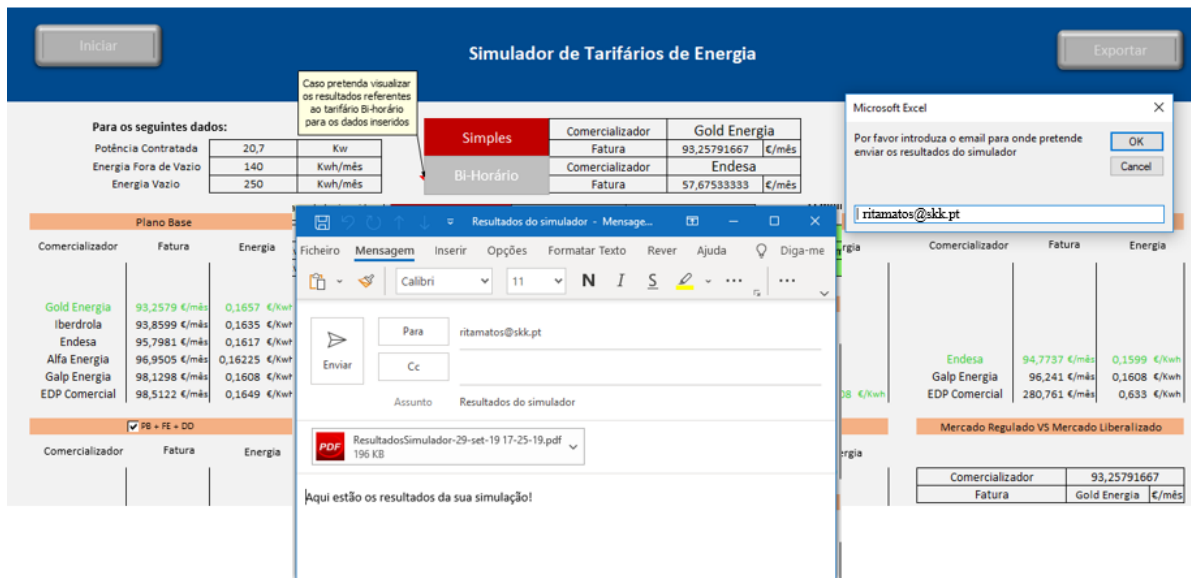 Iniciar
Simulador de Tarifários de Energia
Exportar
Caso pretenda visualizar
os resultados referentes
ao tarifário Bi-horário
para os dados inseridos
Para os seguintes dados:
Potência Contratada 20,7 Kw
Energia Fora de Vazio 140 Kwh/mês
Energia Vazio 250 Kwh/mês
Simples Comercializador Gold Energia
Fatura 93,25791667 €/mês
Bi-Horário Comercializador Endesa
Fatura 57,67533333 €/mês
Microsoft Excel
Por favor introduza o email para onde pretende
enviar os resultados do simulador
OK
Cancel
ritamatos@skk.pt
Plano Base
Comercializador Fatura Energia
Gold Energia 93,2579 €/mês 0,1657 €/Kwh
Iberdrola 93,8599 €/mês 0,1635 €/Kwh
Endesa 95,7981 €/mês 0,1617 €/Kwh
Alfa Energia 96,9505 €/mês 0,16225 €/Kwh
Galp Energia 98,1298 €/mês 0,1608 €/Kwh
EDP Comercial 98,5122 €/mês 0,1649 €/Kwh
PB + FE + DD
Comercializador Fatura Energia
Resultados do simulador - Mensage...
Ficheiro Mensagem Inserir Opções Formatar Texto Rever Ajuda Diga-me
Calibri 11 N I S
Enviar
Para ritamatos@skk.pt
Cc
Assunto Resultados do simulador
PDF ResultadosSimulador-29-set-19 17-25-19.pdf
196 KB
Aqui estão os resultados da sua simulação!
rgia
08 €/Kwh
ergia
Comercializador Fatura Energia
Endesa 94,7737 €/mês 0,1599 €/Kwh
Galp Energia 96,241 €/mês 0,1608 €/Kwh
EDP Comercial 280,761 €/mês 0,633 €/Kwh
Mercado Regulado VS Mercado Liberalizado
Comercializador 93,25791667
Fatura Gold Energia €/mês